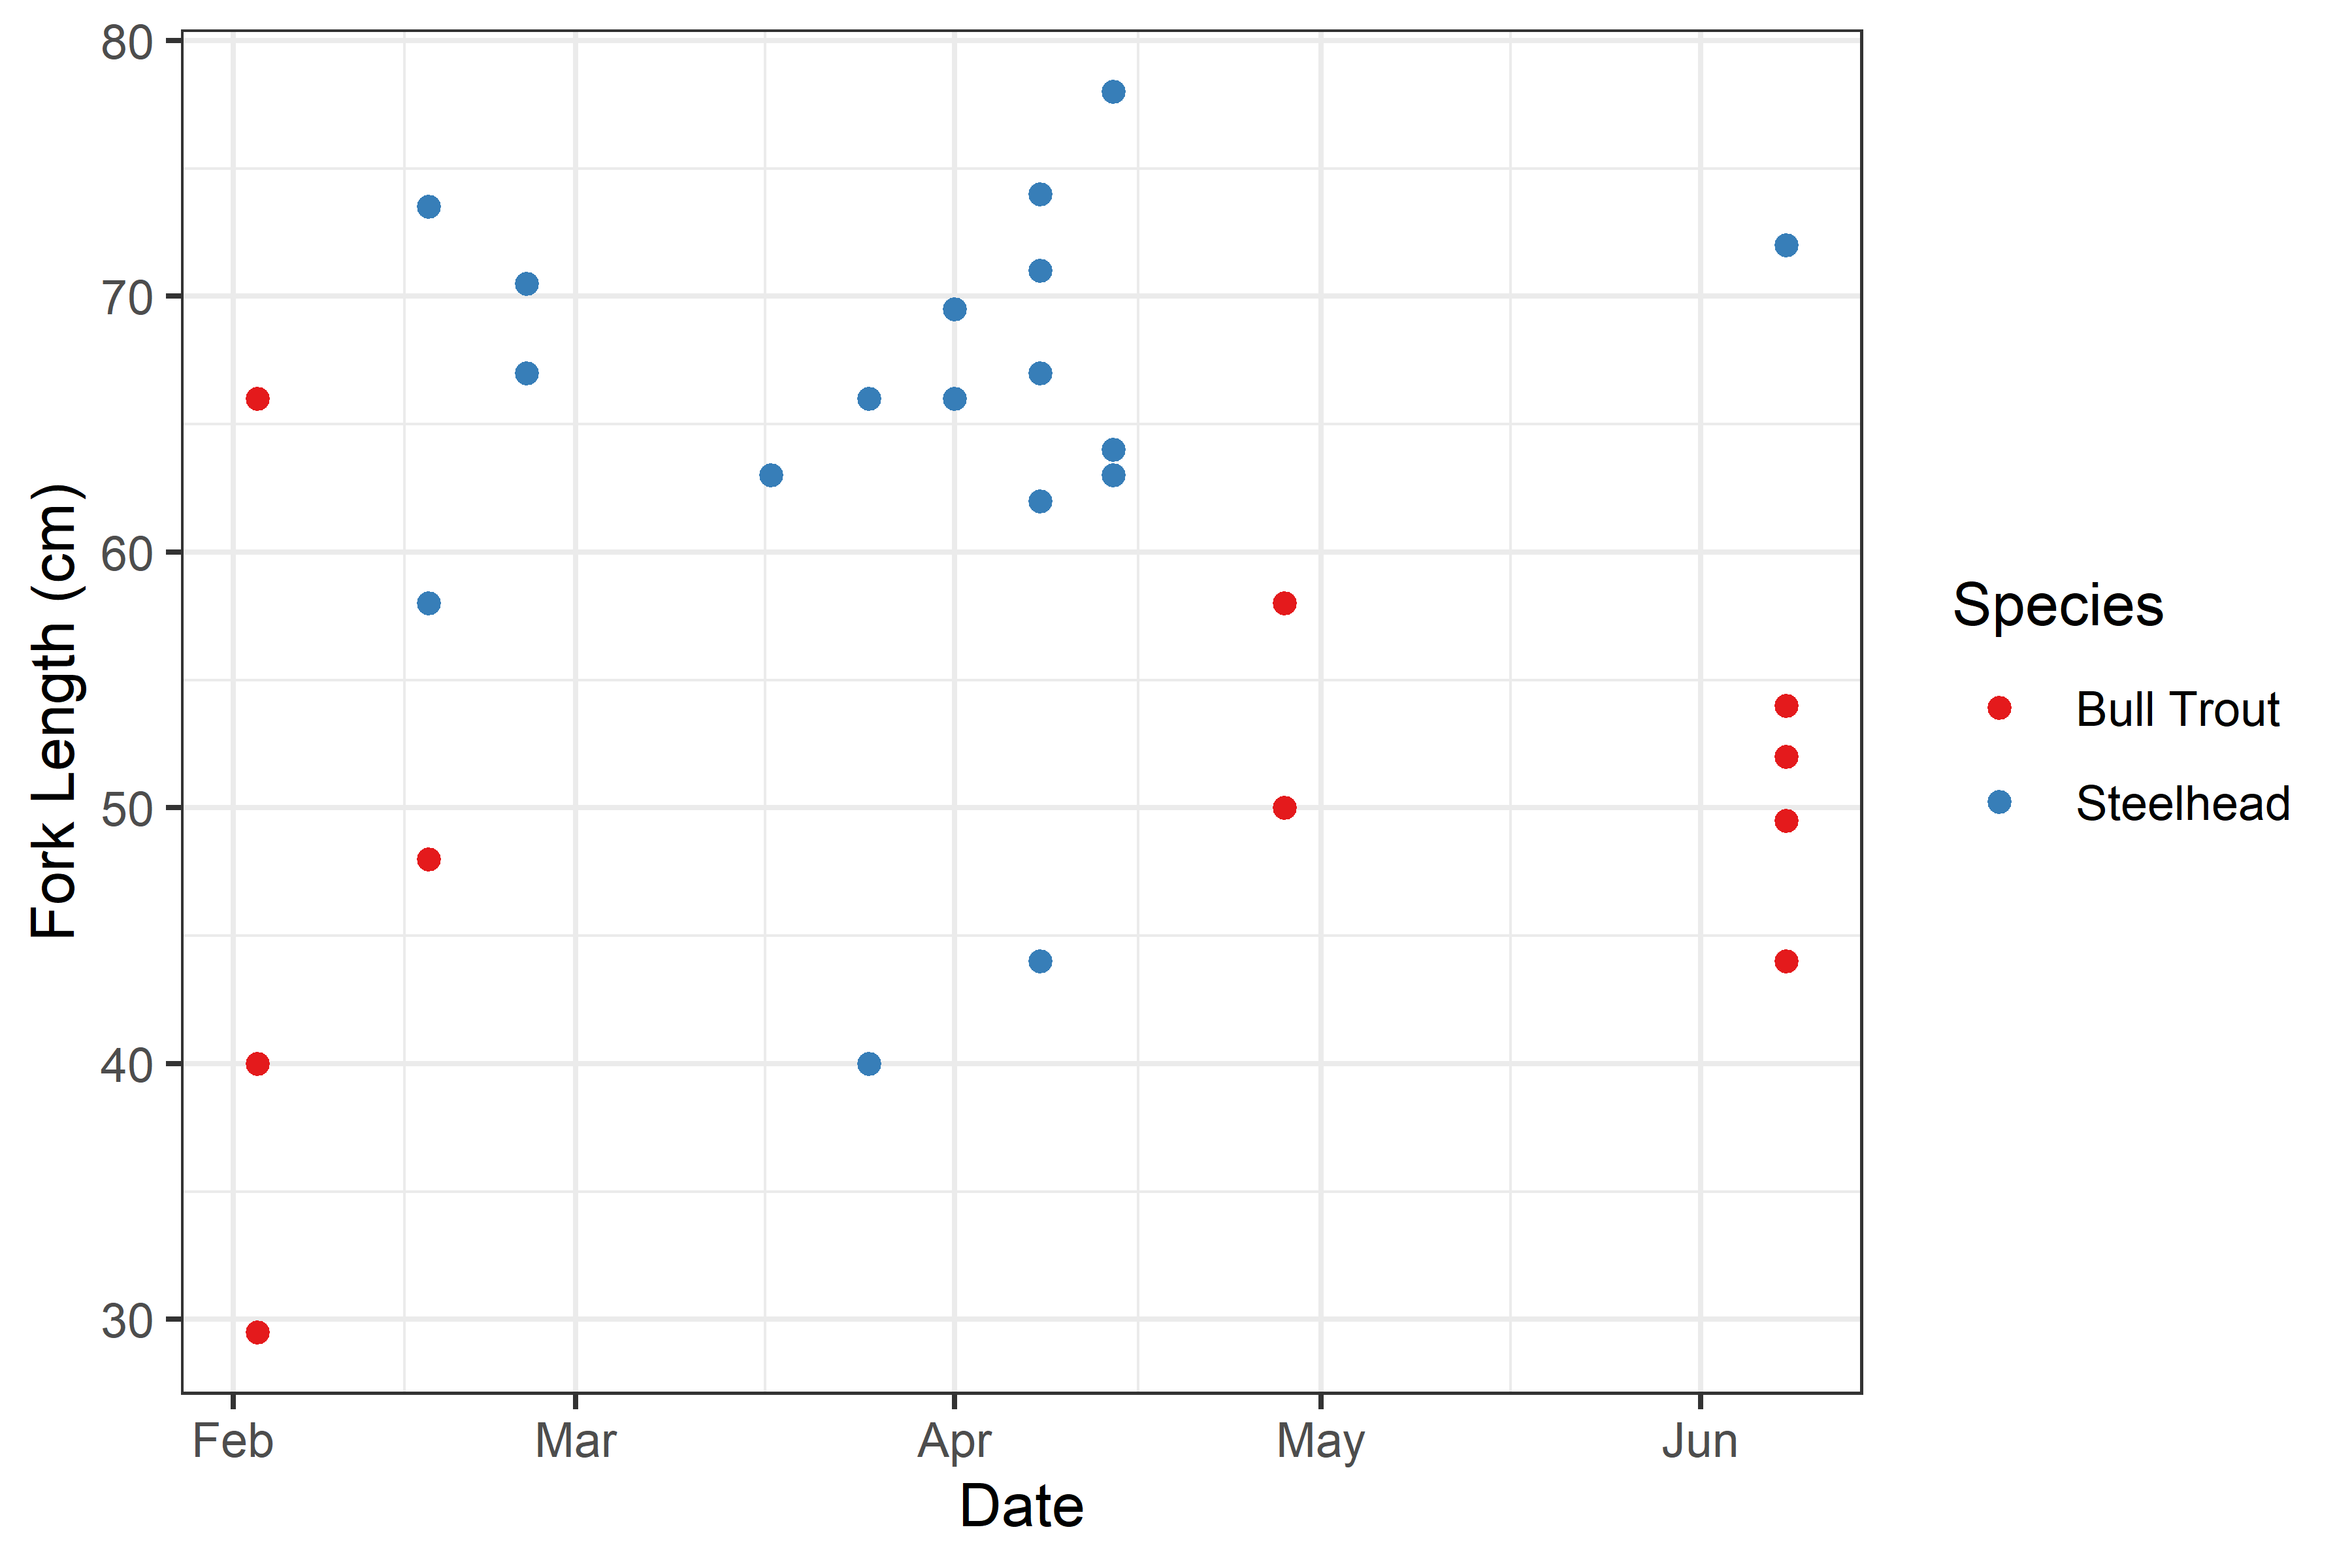 80
70
60
50
40
30
Fork Length (cm)
Feb Mar Apr May Jun
Date
Species
Bull Trout
Steelhead